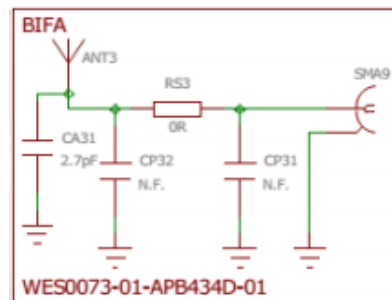 BIFA
ANT3
RS3
SMA9
0R
CA31
2.7pF
CP32
N.F.
CP31
N.F.
WES0073-01-APB434D-01